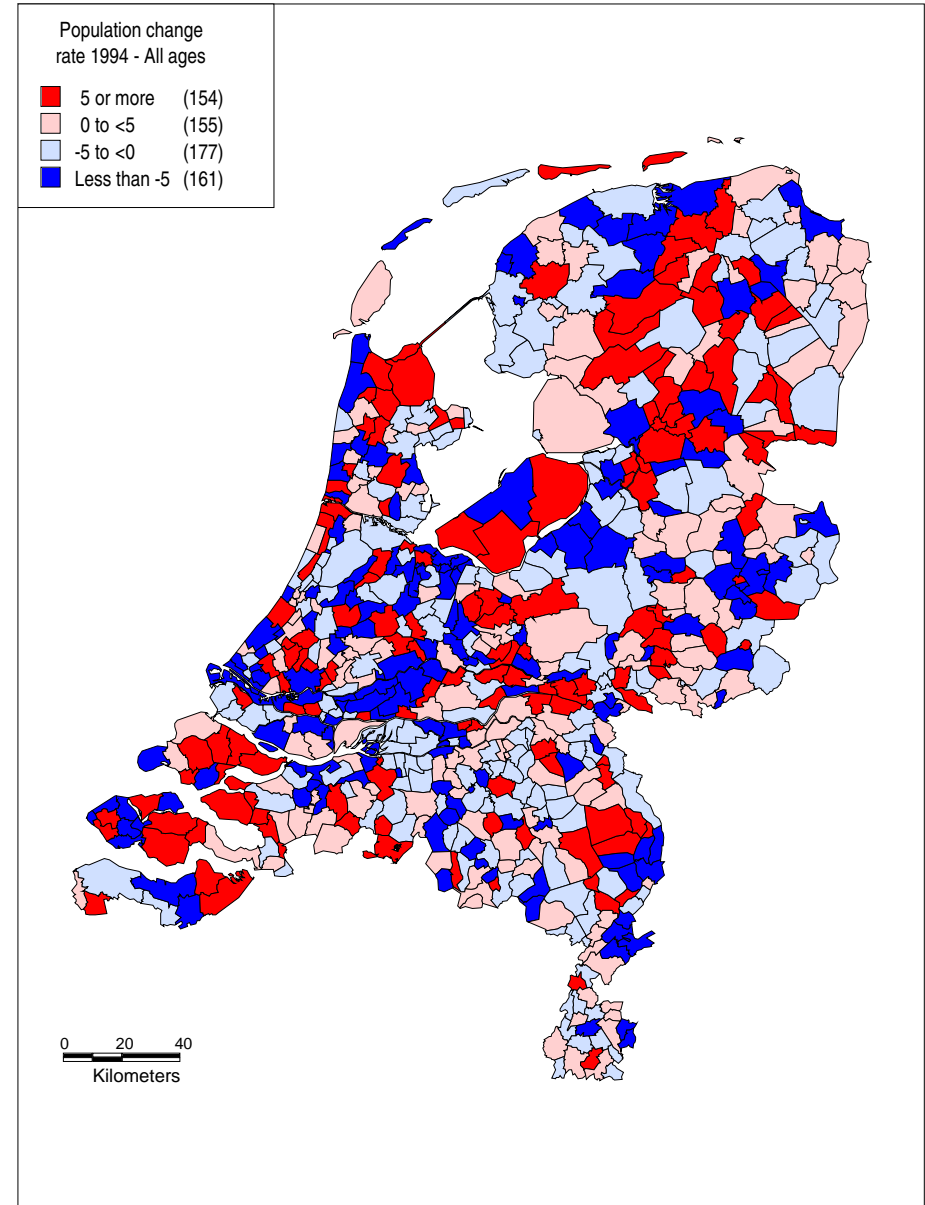 Population change
rate 1994 - All ages
5 or more (154)
0 to <5 (155)
-5 to <0 (177)
Less than -5 (161)
0 20 40
Kilometers